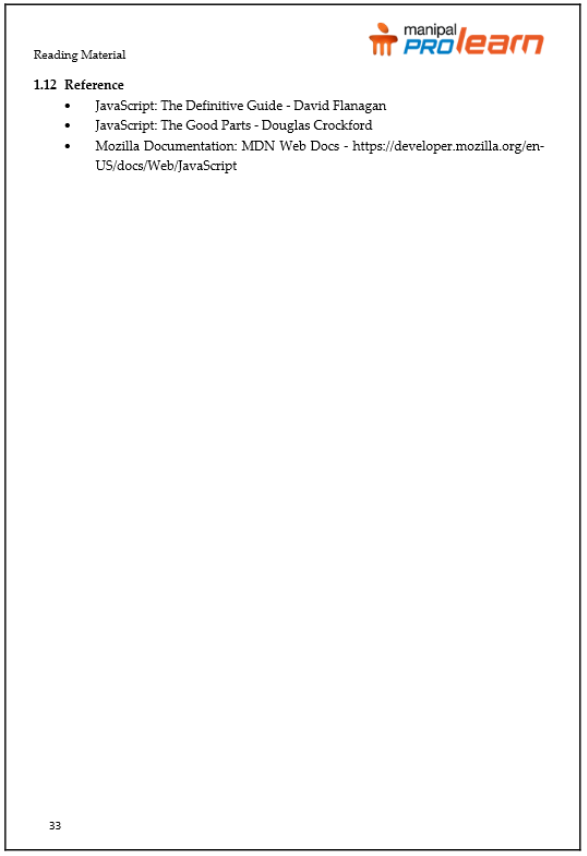 manipal
PROlearn
Reading Material
1.12 Reference
• JavaScript: The Definitive Guide - David Flanagan
• JavaScript: The Good Parts - Douglas Crockford
• Mozilla Documentation: MDN Web Docs - https://developer.mozilla.org/en-
US/docs/Web/JavaScript
33